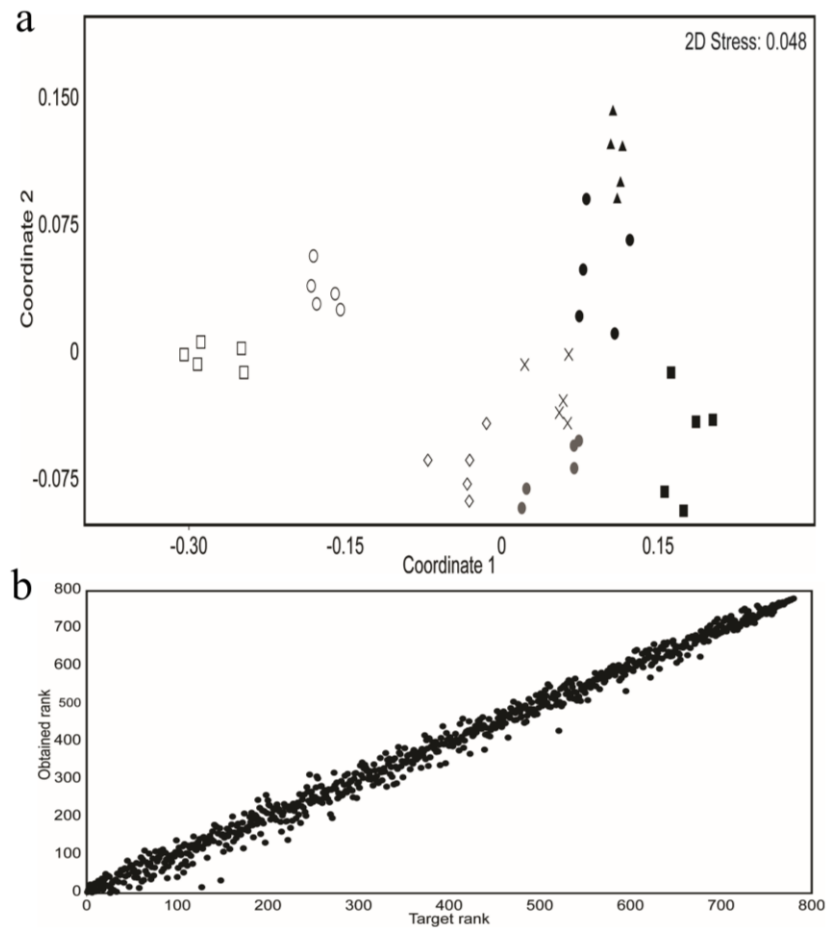 a
2D Stress: 0.048
0.150
0.075
0
-0.075
Coordinate 2
-0.30 -0.15 0 0.15
Coordinate 1
b
800
700
600
500
400
300
200
100
0
Obtained rank
0 100 200 300 400 500 600 700 800
Target rank